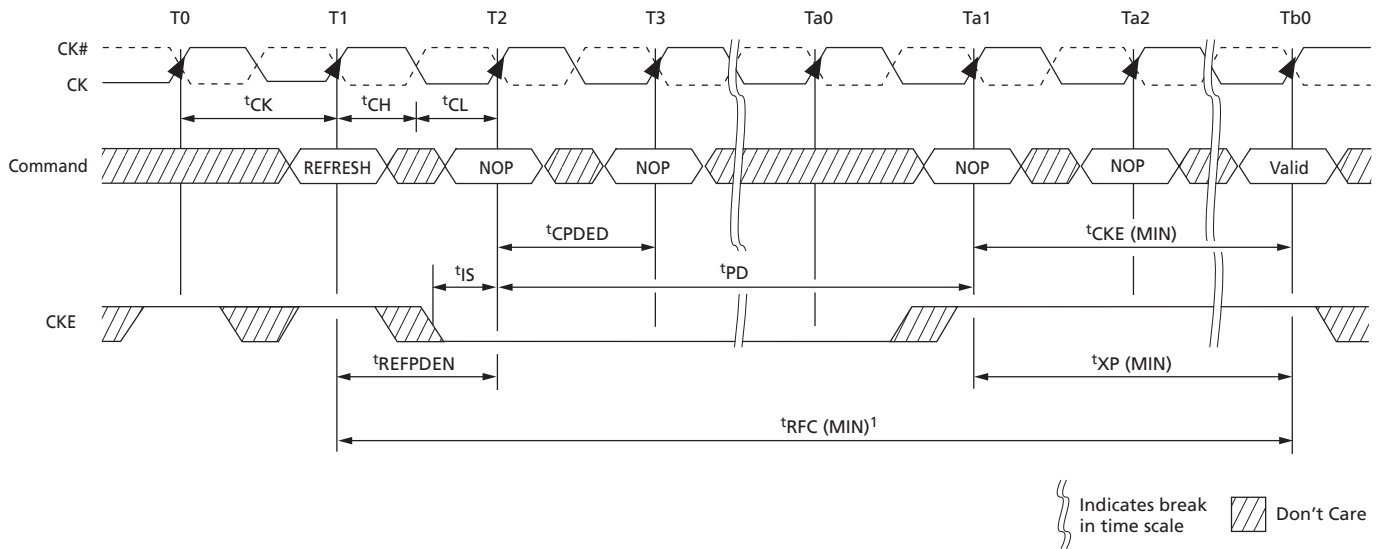 T0 T1 T2 T3 Ta0 Ta1 Ta2 Tb0
CK#
CK
tCK tCH tCL
Command REFRESH NOP NOP NOP NOP Valid
tCPDED tCKE (MIN)
tIS tPD
CKE
tREFPDEN tXP (MIN)
tRFC (MIN)1
Indicates break
in time scale
Don't Care